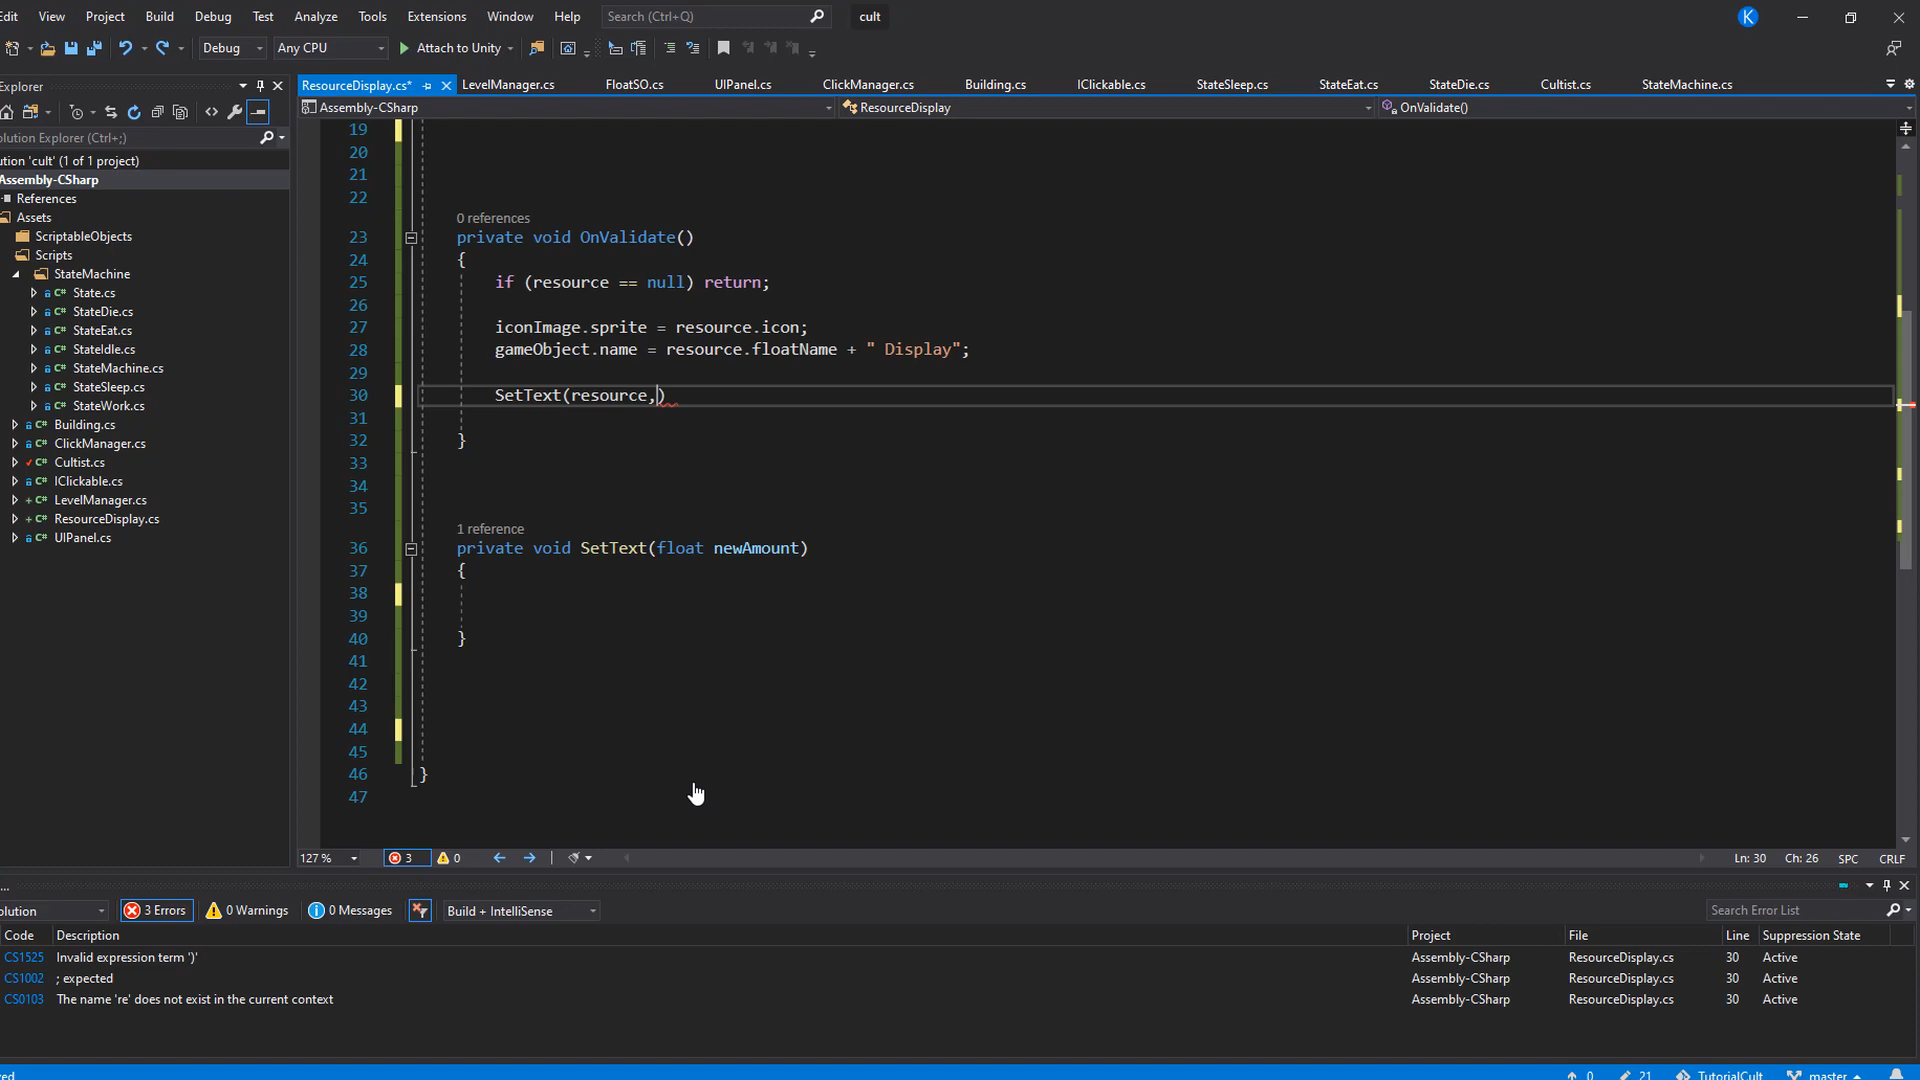 Edit View Project Build Debug Test Analyze Tools Extensions Window Help Search (Ctrl+Q) cult K
Debug Any CPU Attach to Unity
Explorer
ResourceDisplay.cs* LevelManager.cs FloatSO.cs UIPanel.cs ClickManager.cs Building.cs IClickable.cs StateSleep.cs StateEat.cs StateDie.cs Cultist.cs StateMachine.cs
Assembly-CSharp ResourceDisplay OnValidate()
olution Explorer (Ctrl+;)
ution 'cult' (1 of 1 project)
Assembly-CSharp
References
Assets
ScriptableObjects
Scripts
StateMachine
C# State.cs
C# StateDie.cs
C# StateEat.cs
C# StateIdle.cs
C# StateMachine.cs
C# StateSleep.cs
C# StateWork.cs
C# Building.cs
C# ClickManager.cs
C# Cultist.cs
C# IClickable.cs
C# LevelManager.cs
C# ResourceDisplay.cs
C# UIPanel.cs
19
20
21
22
0 references
23 private void OnValidate()
24 {
25 if (resource == null) return;
26
27 iconImage.sprite = resource.icon;
28 gameObject.name = resource.floatName + " Display";
29
30 SetText(resource,)
31
32 }
33
34
35
1 reference
36 private void SetText(float newAmount)
37 {
38
39
40 }
41
42
43
44
45
46 }
47
127 % 3 0 Ln: 30 Ch: 26 SPC CRLF
...
olution 3 Errors 0 Warnings 0 Messages Build + IntelliSense Search Error List
Code Description Project File Line Suppression State
CS1525 Invalid expression term ')' Assembly-CSharp ResourceDisplay.cs 30 Active
CS1002 ; expected Assembly-CSharp ResourceDisplay.cs 30 Active
CS0103 The name 're' does not exist in the current context Assembly-CSharp ResourceDisplay.cs 30 Active
ved 0 21 TutorialCult master